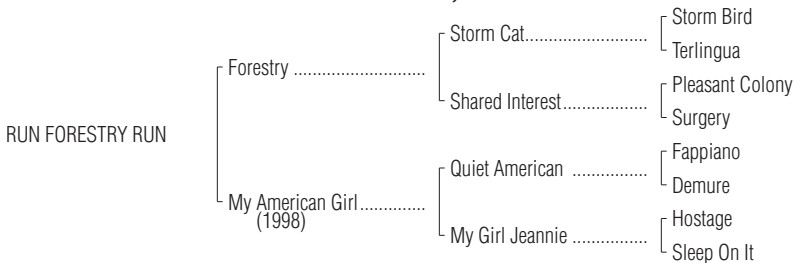 Storm Bird
Storm Cat..........................
Terlingua
Forestry ............................
Pleasant Colony
Shared Interest..................
Surgery
RUN FORESTRY RUN
Fappiano
Quiet American ................
Demure
My American Girl..............
(1998)
Hostage
My Girl Jeannie ................
Sleep On It